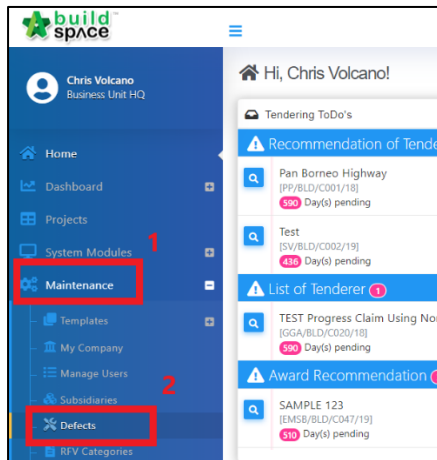 build
space
Chris Volcano
Business Unit HQ
Home
Dashboard
Projects
System Modules
1
Maintenance
Templates
My Company
Manage Users
2
Subsidiaries
Defects
RFV Categories
Hi, Chris Volcano!
Tendering ToDo's
Recommendation of Tende
Pan Borneo Highway
[PP/BLD/C001/18]
590 Day(s) pending
Test
[SV/BLD/C002/19]
436 Day(s) pending
List of Tenderer 1
TEST Progress Claim Using Nor
[GGA/BLD/C020/18]
590 Day(s) pending
Award Recommendation
SAMPLE 123
[EMSB/BLD/C047/19]
510 Day(s) pending